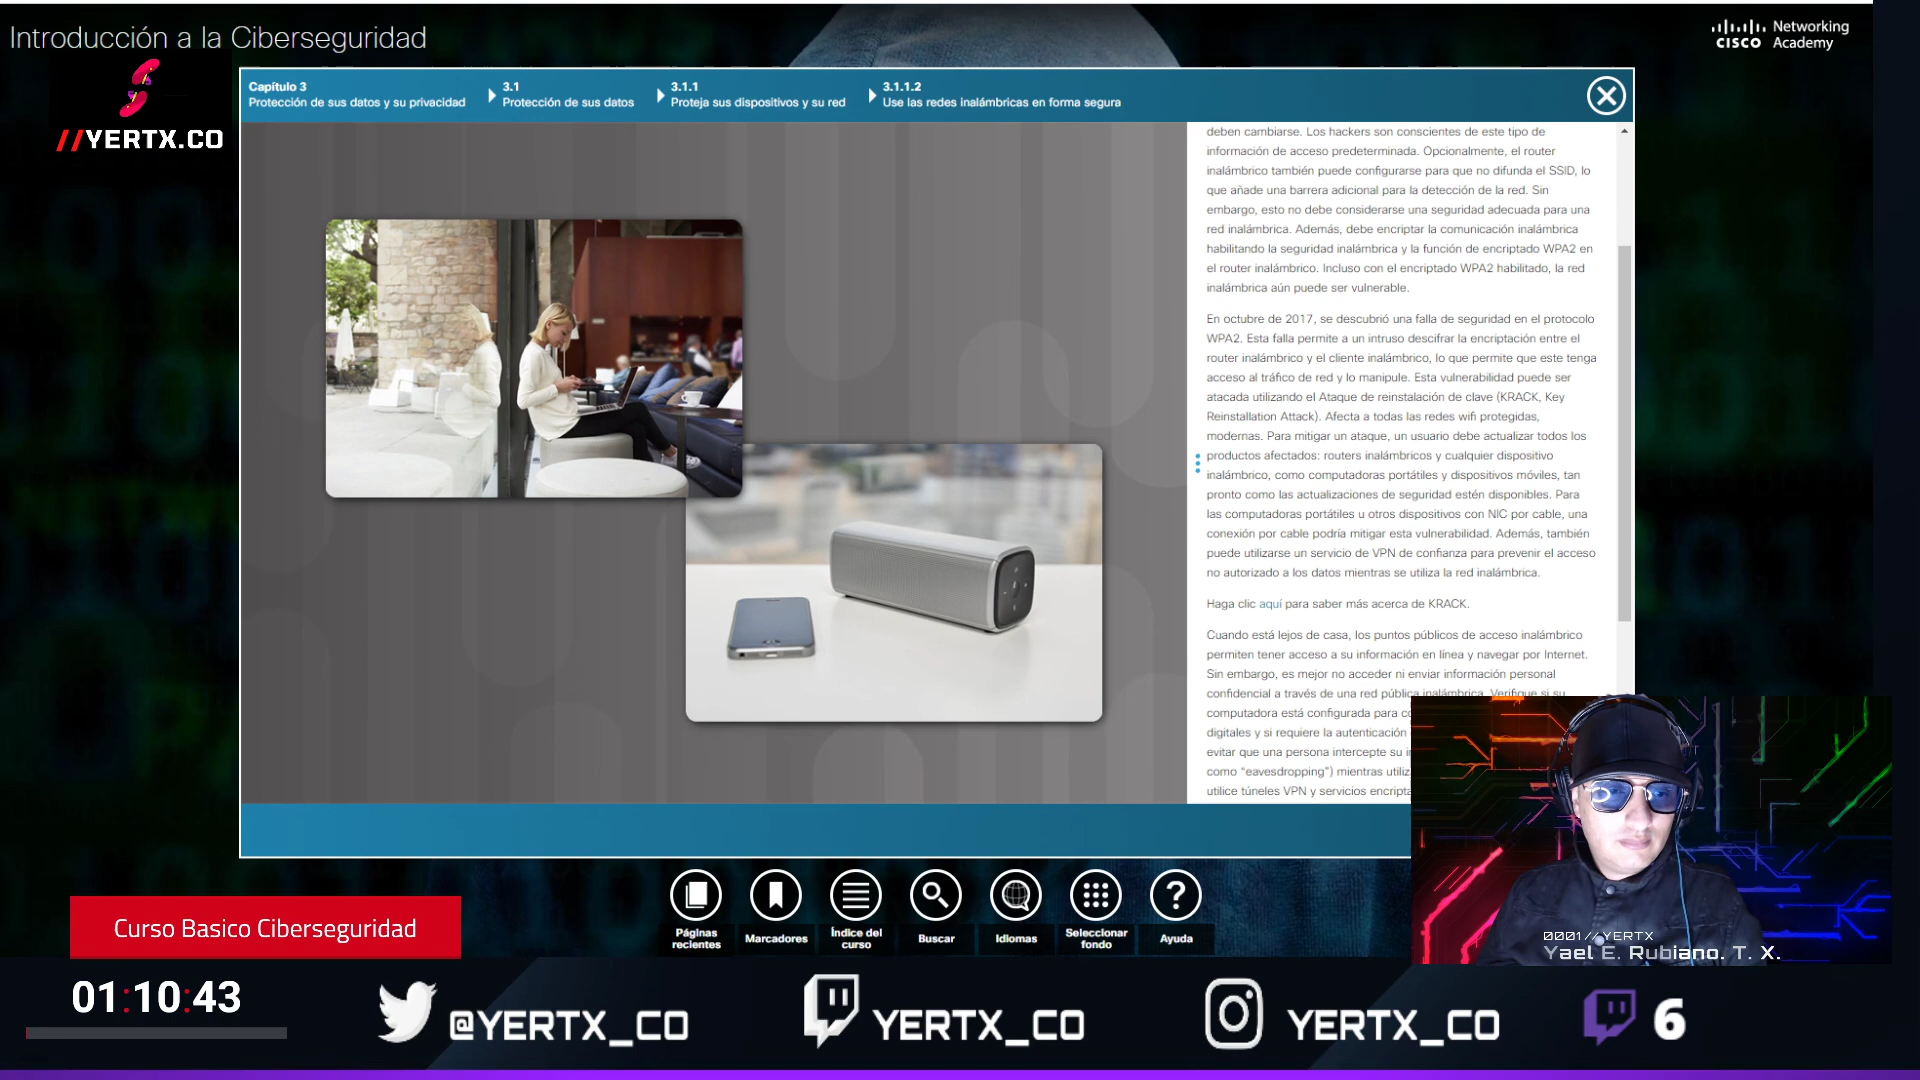 Introducción a la Ciberseguridad
CISCO Networking Academy
//YERTX.CO
Capítulo 3
Protección de sus datos y su privacidad
3.1
Protección de sus datos
3.1.1
Proteja sus dispositivos y su red
3.1.1.2
Use las redes inalámbricas en forma segura
deben cambiarse. Los hackers son conscientes de este tipo de
información de acceso predeterminada. Opcionalmente, el router
inalámbrico también puede configurarse para que no difunda el SSID, lo
que añade una barrera adicional para la detección de la red. Sin
embargo, esto no debe considerarse una seguridad adecuada para una
red inalámbrica. Además, debe encriptar la comunicación inalámbrica
habilitando la seguridad inalámbrica y la función de encriptado WPA2 en
el router inalámbrico. Incluso con el encriptado WPA2 habilitado, la red
inalámbrica aún puede ser vulnerable.
En octubre de 2017, se descubrió una falla de seguridad en el protocolo
WPA2. Esta falla permite a un intruso descifrar la encriptación entre el
router inalámbrico y el cliente inalámbrico, lo que permite que este tenga
acceso al tráfico de red y lo manipule. Esta vulnerabilidad puede ser
atacada utilizando el Ataque de reinstalación de clave (KRACK, Key
Reinstallation Attack). Afecta a todas las redes wifi protegidas,
modernas. Para mitigar un ataque, un usuario debe actualizar todos los
productos afectados: routers inalámbricos y cualquier dispositivo
inalámbrico, como computadoras portátiles y dispositivos móviles, tan
pronto como las actualizaciones de seguridad estén disponibles. Para
las computadoras portátiles u otros dispositivos con NIC por cable, una
conexión por cable podría mitigar esta vulnerabilidad. Además, también
puede utilizarse un servicio de VPN de confianza para prevenir el acceso
no autorizado a los datos mientras se utiliza la red inalámbrica.
Haga clic aquí para saber más acerca de KRACK.
Cuando está lejos de casa, los puntos públicos de acceso inalámbrico
permiten tener acceso a su información en línea y navegar por Internet.
Sin embargo, es mejor no acceder ni enviar información personal
confidencial a través de una red pública inalámbrica. Verifique si su
computadora está configurada para
digitales y si requiere la autenticación
evitar que una persona intercepte su
como “eavesdropping”) mientras
utilice túneles VPN y servicios
Páginas recientes
Marcadores
Índice del curso
Buscar
Idiomas
Seleccionar fondo
Ayuda
0001//YERTX
Yael E. Rubiano. T. X.
Curso Basico Ciberseguridad
01:10:43
@YERTX_CO
YERTX_CO
YERTX_CO
6